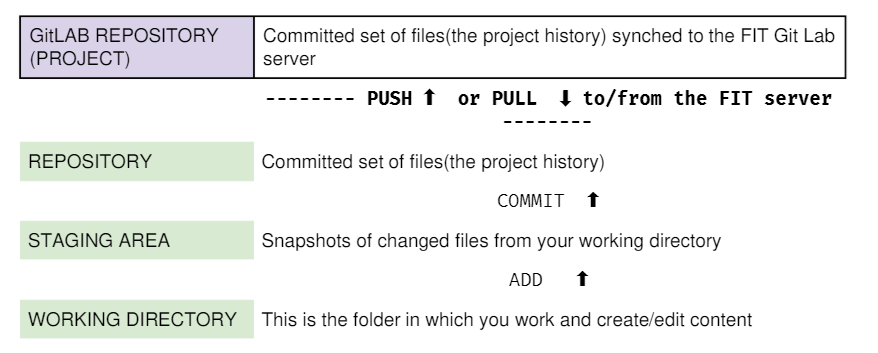 GitLAB REPOSITORY (PROJECT)
Committed set of files(the project history) synched to the FIT Git Lab server
-------- PUSH ⬆ or PULL ⬇ to/from the FIT server --------
REPOSITORY
Committed set of files(the project history)
COMMIT ⬆
STAGING AREA
Snapshots of changed files from your working directory
ADD ⬆
WORKING DIRECTORY
This is the folder in which you work and create/edit content